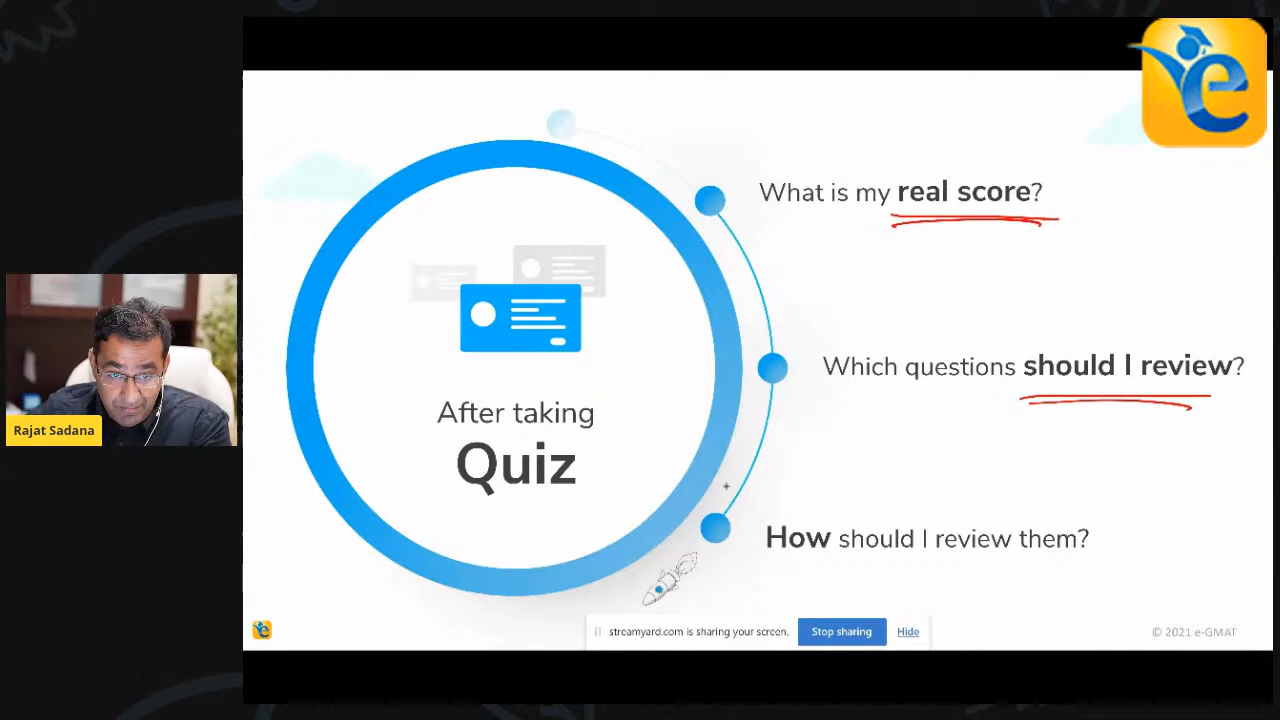 What is my real score?
Which questions should I review?
After taking
Quiz
How should I review them?
Rajat Sadana
streamyard.com is sharing your screen. Stop sharing Hide
© 2021 e-GMAT